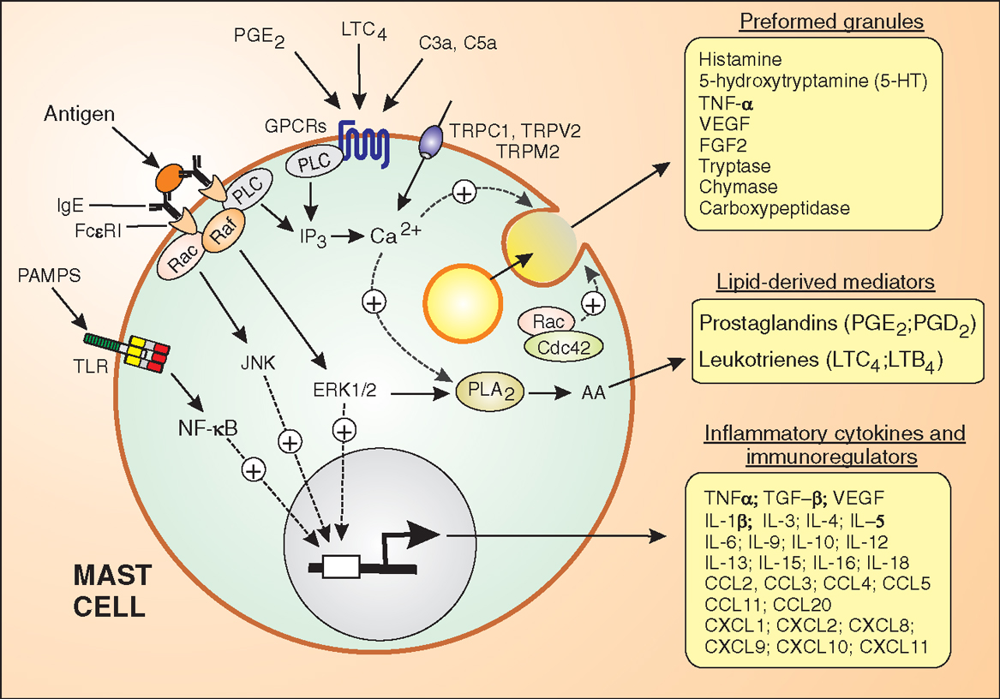 PGE2
LTC4
C3a, C5a
Antigen
GPCRs
TRPC1, TRPV2
TRPM2
PLC
PLC
IgE
FcεRI
Raf
Rac
IP3
Ca2+
+
+
+
+
+
+
+
PAMPS
TLR
JNK
NF-κB
ERK1/2
Rac
Cdc42
PLA2
AA
MAST
CELL
Preformed granules
Histamine
5-hydroxytryptamine (5-HT)
TNF-α
VEGF
FGF2
Tryptase
Chymase
Carboxypeptidase
Lipid-derived mediators
Prostaglandins (PGE2;PGD2)
Leukotrienes (LTC4;LTB4)
Inflammatory cytokines and
immunoregulators
TNFα; TGF–β; VEGF
IL-1β; IL-3; IL-4; IL–5
IL-6; IL-9; IL-10; IL-12
IL-13; IL-15; IL-16; IL-18
CCL2, CCL3; CCL4; CCL5
CCL11; CCL20
CXCL1; CXCL2; CXCL8;
CXCL9; CXCL10; CXCL11